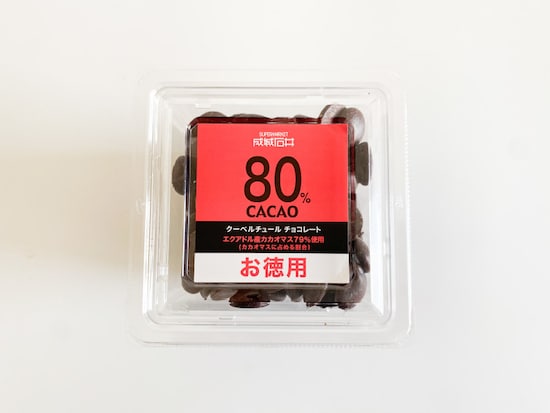 SUPERMARKET
成城石井
80%
CACAO
クーベルチュール チョコレート
エクアドル産カカオマス79%使用
(カカオマスに占める割合)
お徳用